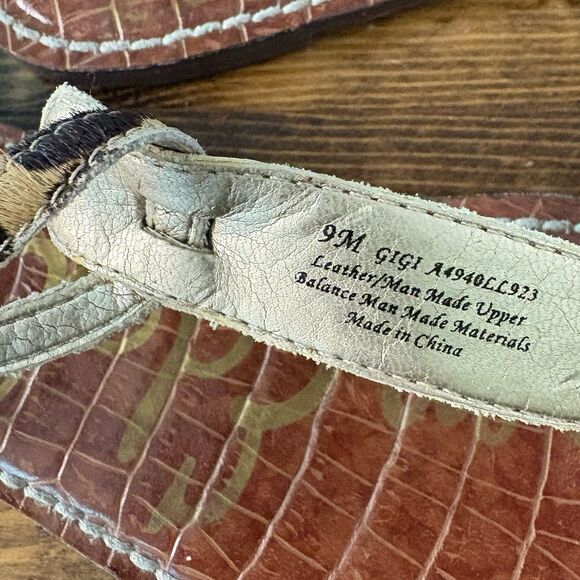 9M GIGI A4940LL923
Leather/Man Made Upper
Balance Man Made Materials
Made in China